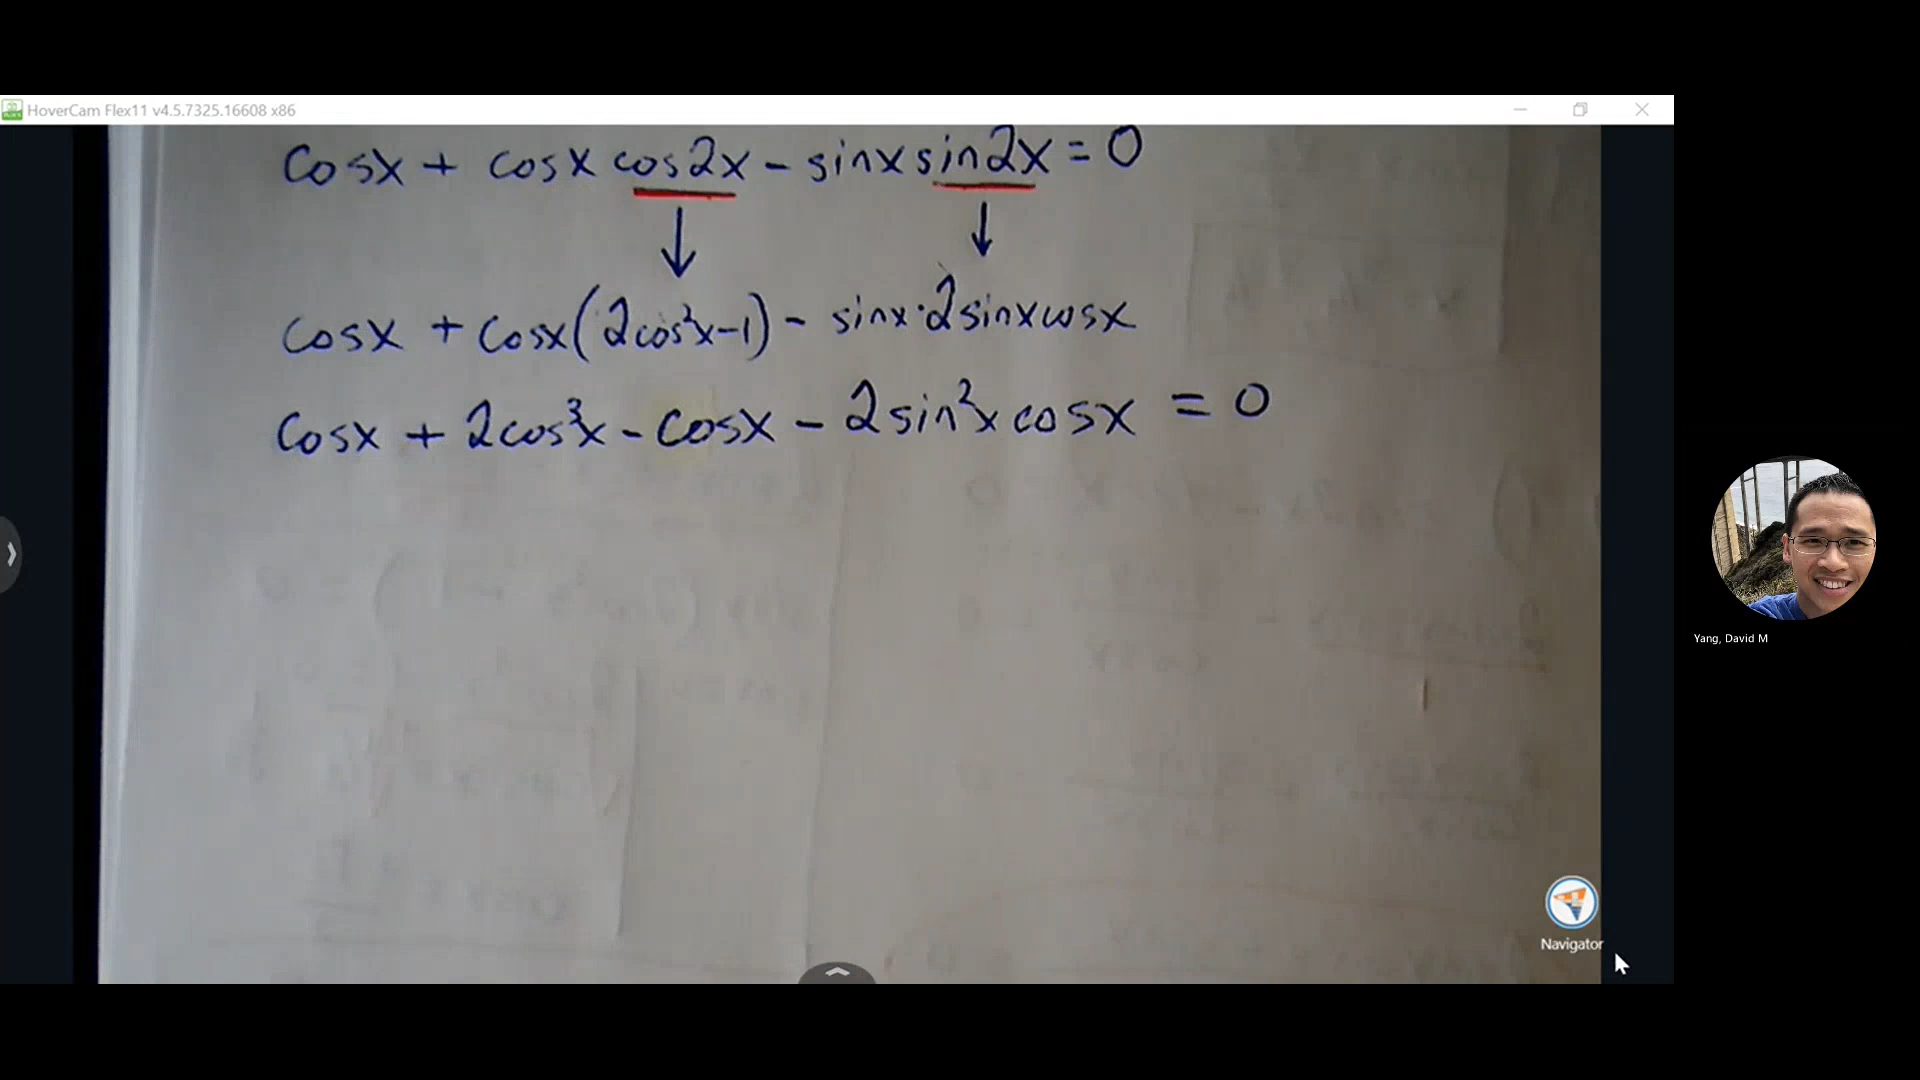 HoverCam Flex11 v4.5.7325.16608 x86
cosx + cosx cos2x - sinx sin2x = 0
cosx + cosx(2cos²x-1) - sinx·2sinxcosx
cosx + 2cos³x - cosx - 2sin²x cosx = 0
Yang, David M
Navigator